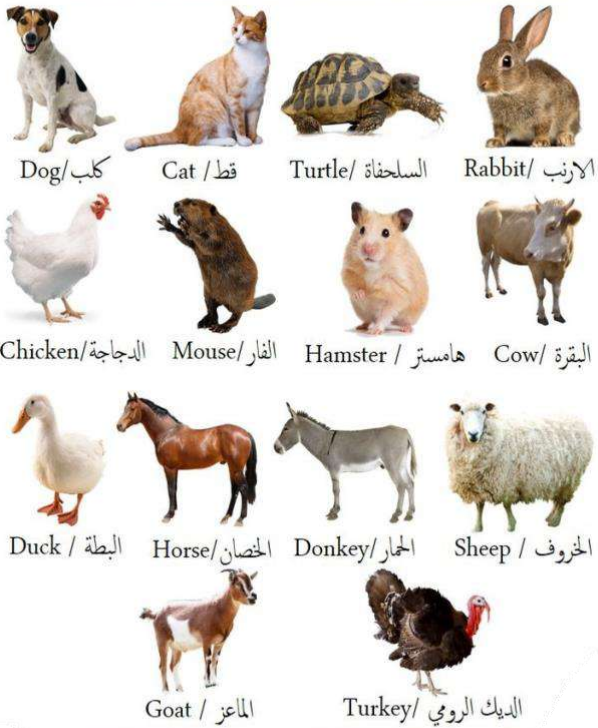 Dog/كلب Cat /قط Turtle/ السلحفاة Rabbit/ الارنب
Chicken/الدجاجة Mouse/الفار Hamster / هامستر Cow/ البقرة
Duck / البطة Horse/الخصان Donkey/الحمار Sheep / الخروف
Goat / الماعز Turkey/ الديك الرومي